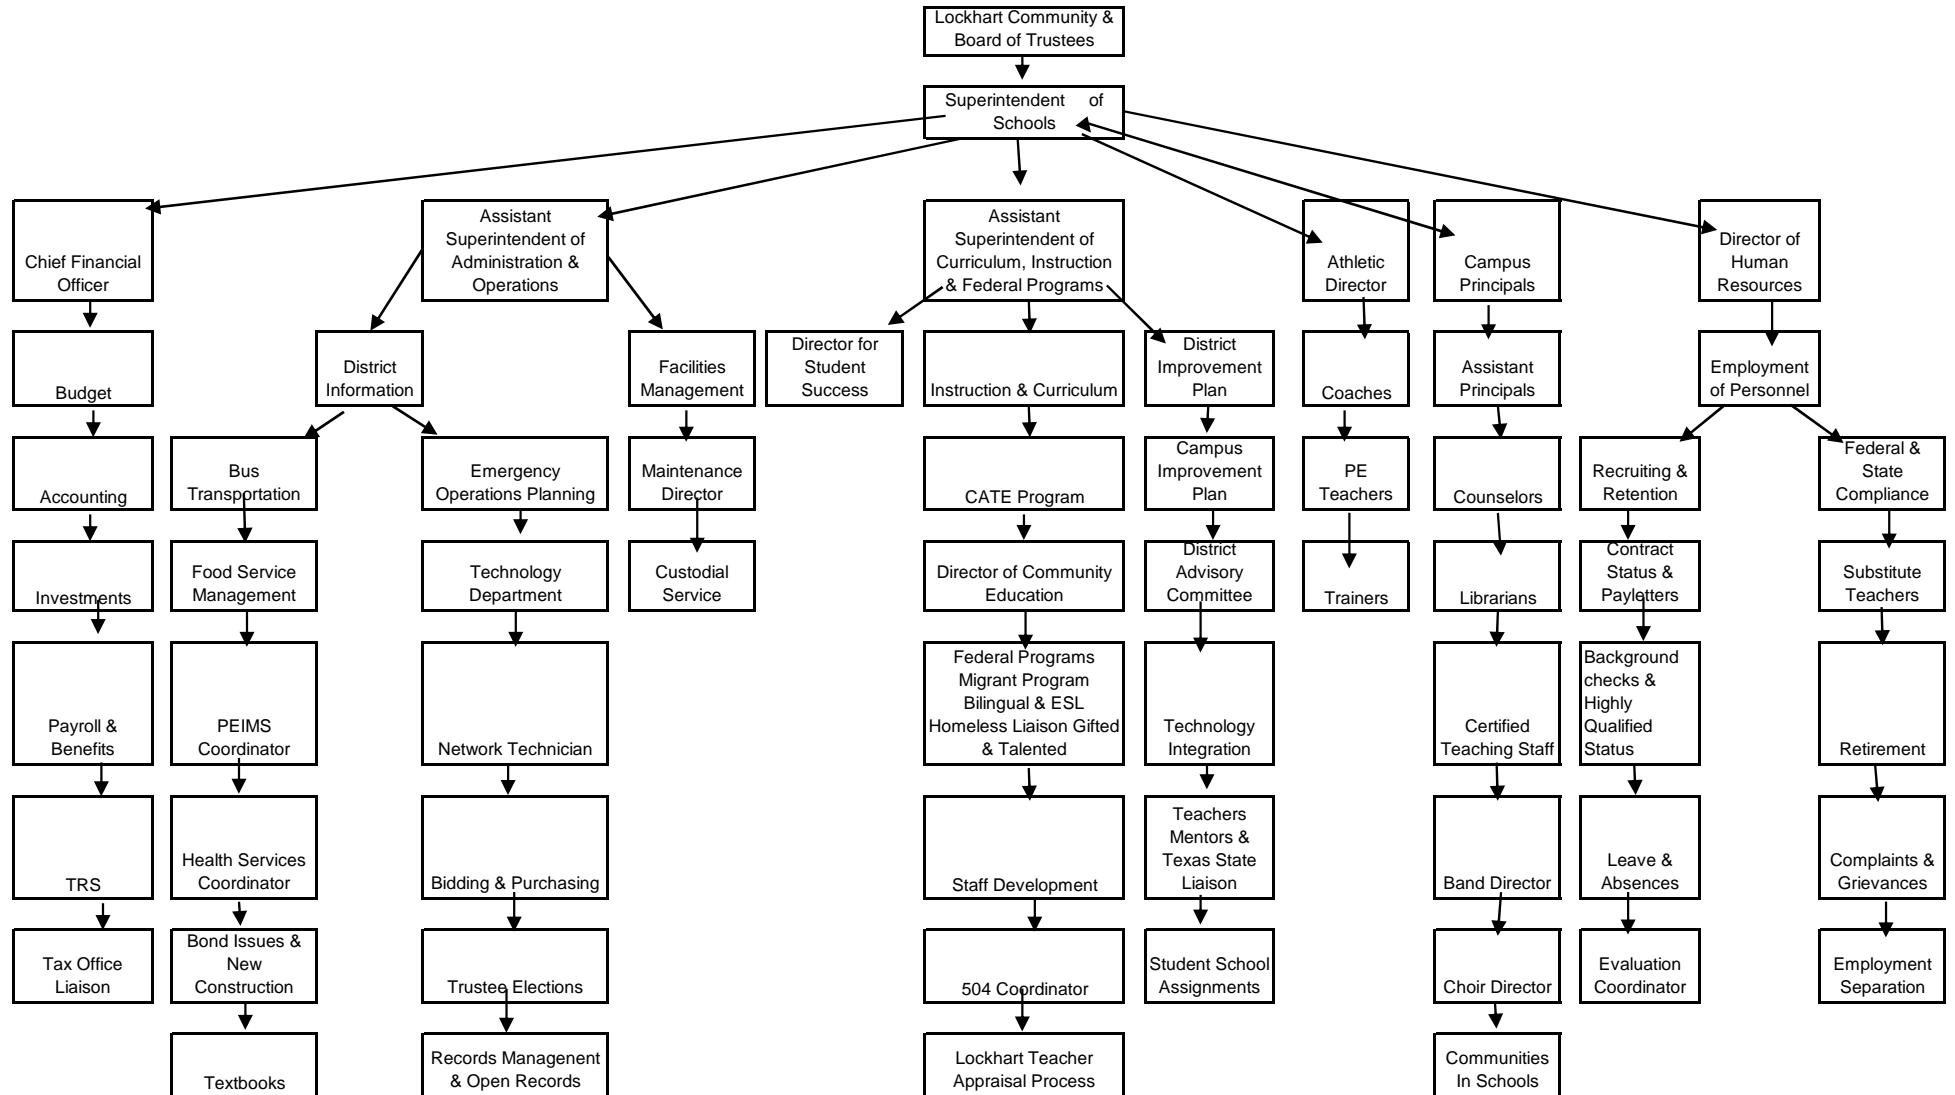 Lockhart Community &
Board of Trustees
Superintendent of
Schools
Chief Financial
Officer
Assistant
Superintendent of
Administration &
Operations
Assistant
Superintendent of
Curriculum, Instruction
& Federal Programs
Athletic
Director
Campus
Principals
Director of
Human
Resources
Budget
District
Information
Facilities
Management
Director for
Student
Success
Instruction & Curriculum
District
Improvement
Plan
Coaches
Assistant
Principals
Employment
of Personnel
Accounting
Bus
Transportation
Emergency
Operations Planning
Maintenance
Director
CATE Program
Campus
Improvement
Plan
PE
Teachers
Counselors
Recruiting &
Retention
Federal &
State
Compliance
Investments
Food Service
Management
Technology
Department
Custodial
Service
Director of Community
Education
District
Advisory
Committee
Trainers
Librarians
Contract
Status &
Payletters
Substitute
Teachers
Payroll &
Benefits
PEIMS
Coordinator
Network Technician
Federal Programs
Migrant Program
Bilingual & ESL
Homeless Liaison Gifted
& Talented
Technology
Integration
Certified
Teaching Staff
Background
checks &
Highly
Qualified
Status
Retirement
TRS
Health Services
Coordinator
Bidding & Purchasing
Staff Development
Teachers
Mentors &
Texas State
Liaison
Band Director
Leave &
Absences
Complaints &
Grievances
Tax Office
Liaison
Bond Issues &
New
Construction
Trustee Elections
504 Coordinator
Student School
Assignments
Choir Director
Evaluation
Coordinator
Employment
Separation
Textbooks
Records Managenent
& Open Records
Lockhart Teacher
Appraisal Process
Communities
In Schools